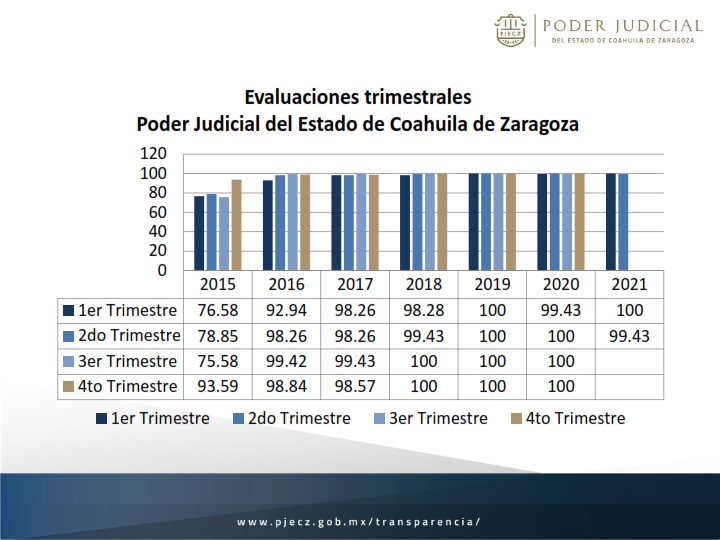 PJECZ
PODER JUDICIAL
DEL ESTADO DE COAHUILA DE ZARAGOZA
Evaluaciones trimestrales
Poder Judicial del Estado de Coahuila de Zaragoza
120
100
80
60
40
20
0
2015 2016 2017 2018 2019 2020 2021
1er Trimestre 76.58 92.94 98.26 98.28 100 99.43 100
2do Trimestre 78.85 98.26 98.26 99.43 100 100 99.43
3er Trimestre 75.58 99.42 99.43 100 100 100
4to Trimestre 93.59 98.84 98.57 100 100 100
1er Trimestre 2do Trimestre 3er Trimestre 4to Trimestre
www.pjecz.gob.mx/transparencia/